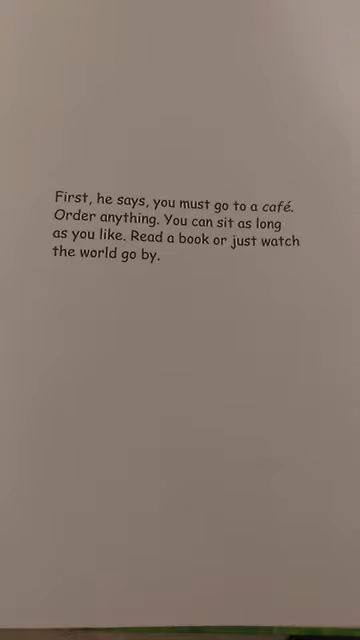 First, he says, you must go to a café.
Order anything. You can sit as long
as you like. Read a book or just watch
the world go by.